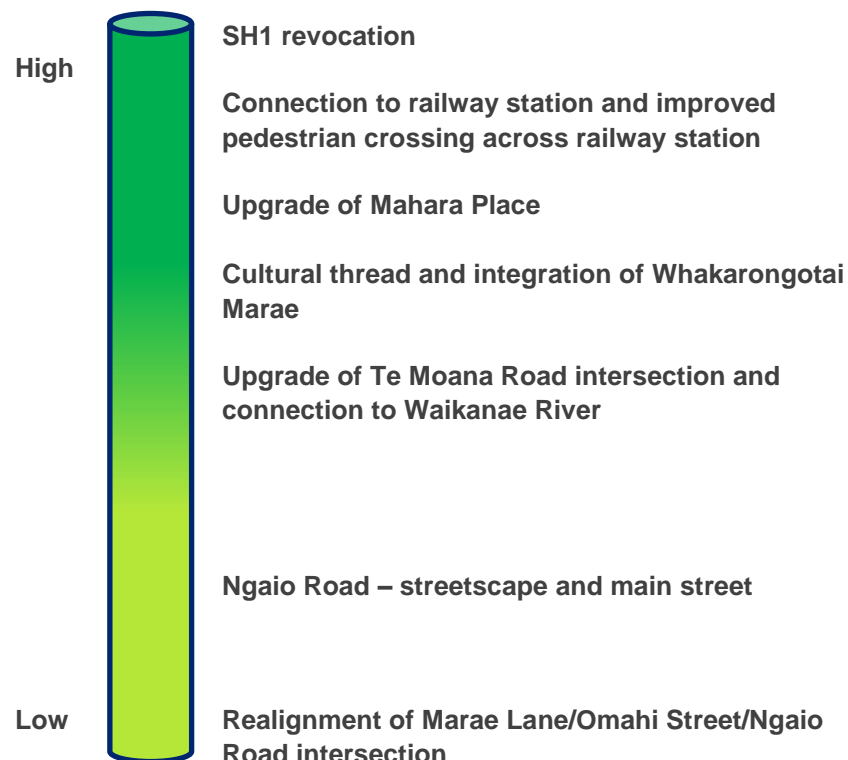 SH1 revocation
High
Connection to railway station and improved
pedestrian crossing across railway station
Upgrade of Mahara Place
Cultural thread and integration of Whakarongotai
Marae
Upgrade of Te Moana Road intersection and
connection to Waikanae River
Ngaio Road – streetscape and main street
Low
Realignment of Marae Lane/Omahi Street/Ngaio
Road intersection